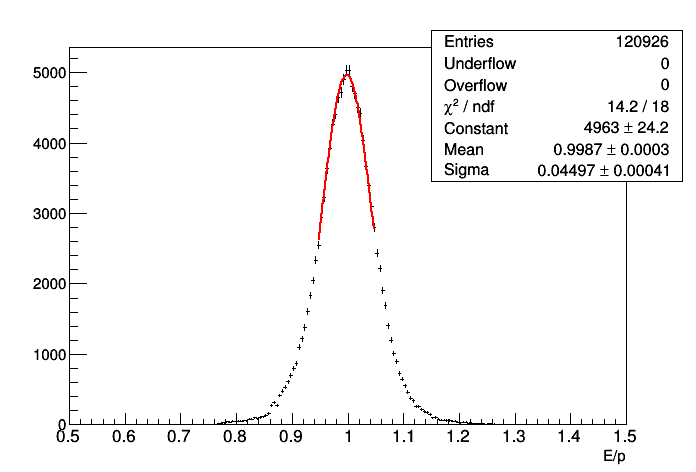 Entries 120926
Underflow 0
Overflow 0
χ² / ndf 14.2 / 18
Constant 4963 ± 24.2
Mean 0.9987 ± 0.0003
Sigma 0.04497 ± 0.00041
5000
4000
3000
2000
1000
0
0.5 0.6 0.7 0.8 0.9 1 1.1 1.2 1.3 1.4 1.5
E/p